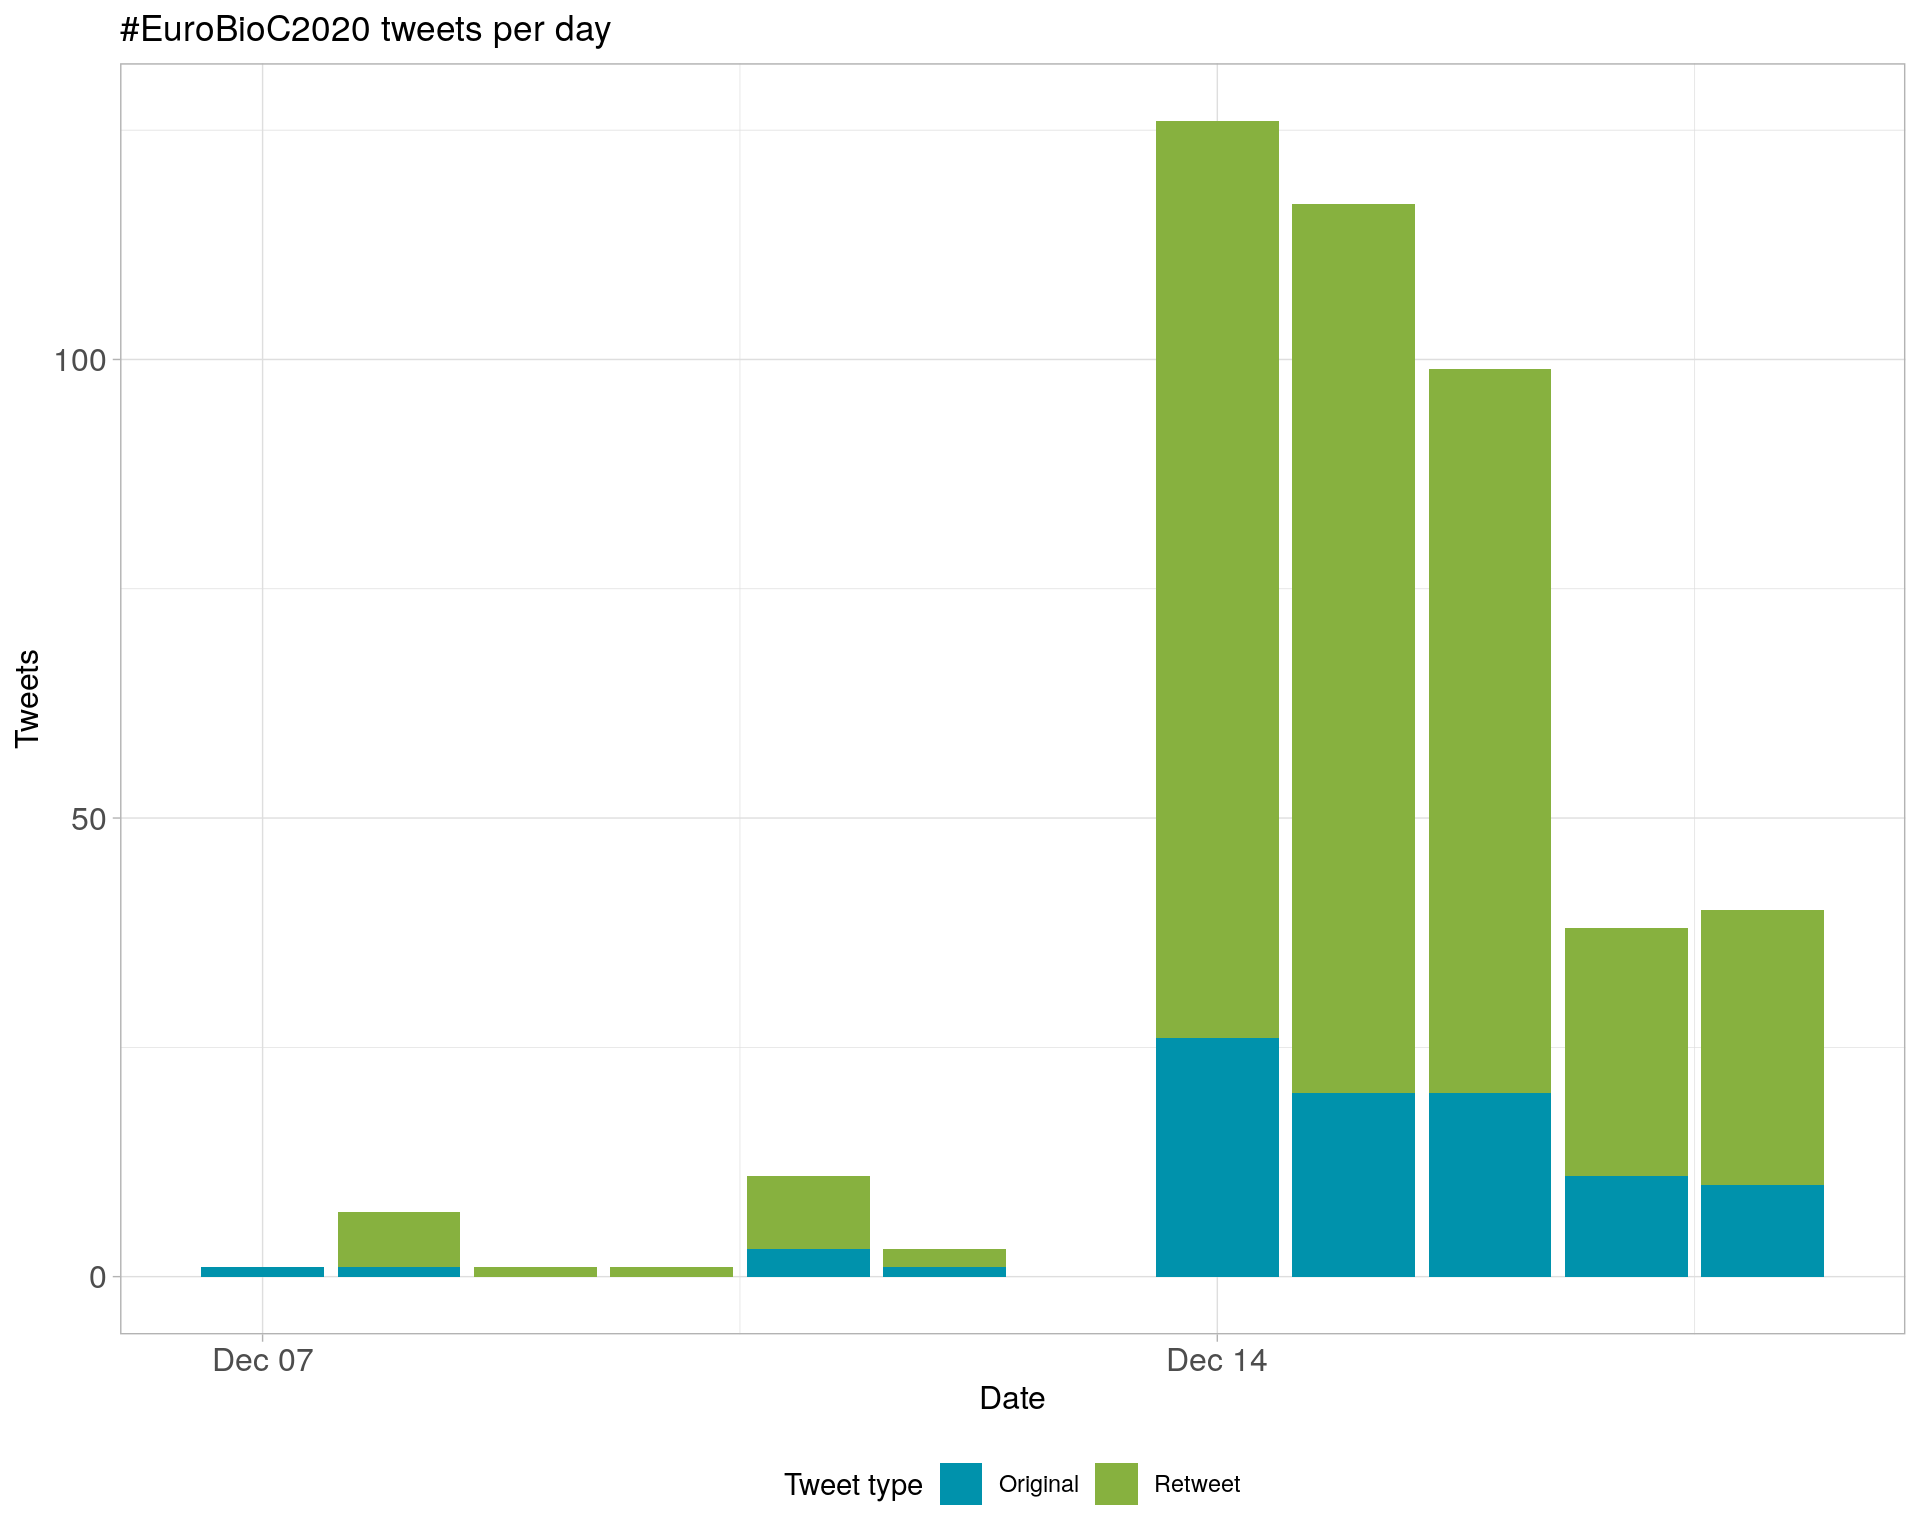 #EuroBioC2020 tweets per day
Tweets
100
50
0
Dec 07
Dec 14
Date
Tweet type
Original
Retweet